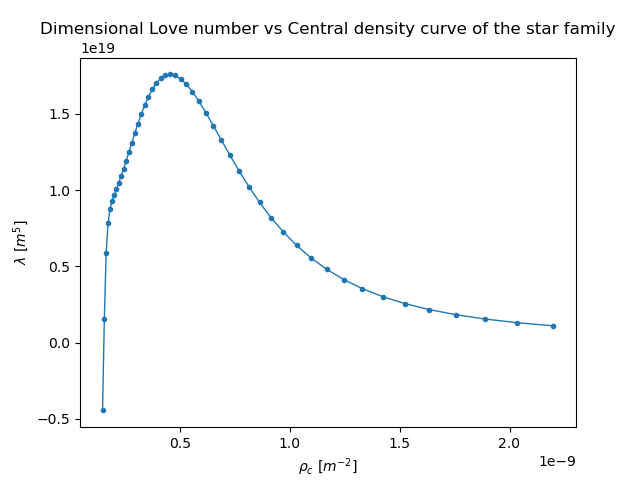 Dimensional Love number vs Central density curve of the star family
1e19
1.5
1.0
0.5
0.0
−0.5
λ [m⁵]
0.5 1.0 1.5 2.0
1e−9
ρ_c [m⁻²]